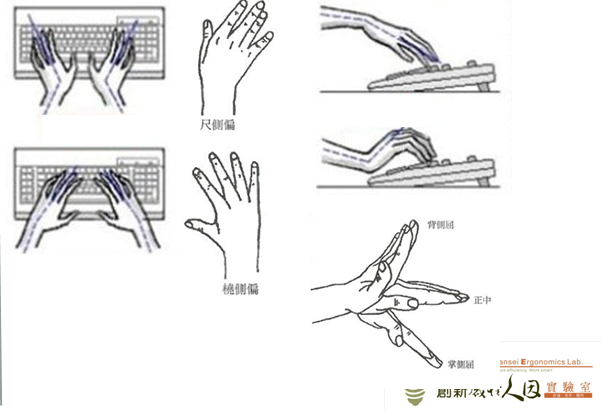 尺側偏
橈側偏
背側屈
正中
掌側屈
ansei Ergonomics Lab.
創新
人因
實驗室